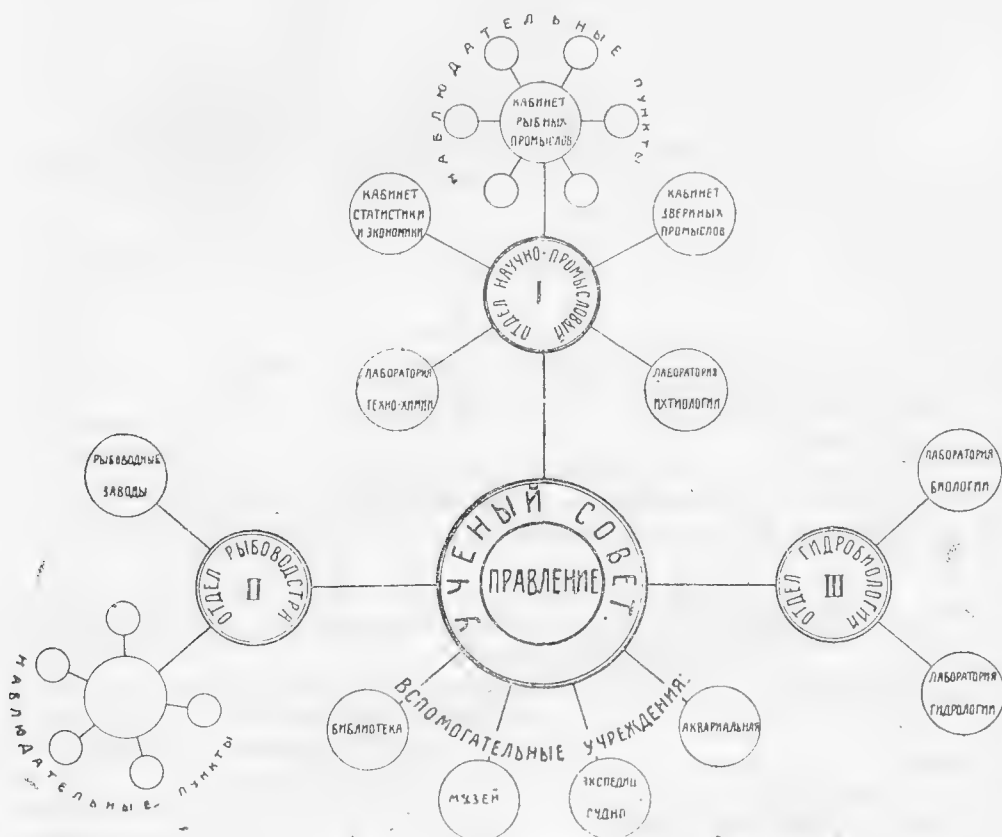 НАБЛЮДАТЕЛЬНЫЕ ПУНКТЫ
КАБИНЕТ
РЫБНЫХ
ПРОМЫСЛОВ
КАБИНЕТ
СТАТИСТИКИ
И ЭКОНОМИКИ
КАБИНЕТ
ЗВЕРИНЫХ
ПРОМЫСЛОВ
ОТДЕЛ НАУЧНО-ПРОМЫСЛОВЫЙ
I
ЛАБОРАТОРИЯ
ТЕХНО-ХИМИИ
ЛАБОРАТОРИЯ
ИХТИОЛОГИИ
РЫБОВОДНЫЕ
ЗАВОДЫ
ЛАБОРАТОРИЯ
БИОЛОГИИ
УЧЕНЫЙ СОВЕТ.
ПРАВЛЕНИЕ
ОТДЕЛ РЫБОВОДСТРА
II
ОТДЕЛ ГИДРОБИОЛОГИИ
III
НАБЛЮДАТЕЛЬНЫЕ- ПУНКТЫ
ЛАБОРАТОРИЯ
ГИДРОЛОГИИ
ВСПОМОГАТЕЛЬНЫЕ УЧРЕЖДЕНИЯ:
БИБЛИОТЕКА
МУЗЕЙ
ЭКСПЕДИЦ
СУДНО
АКВАРИАЛЬНАЯ